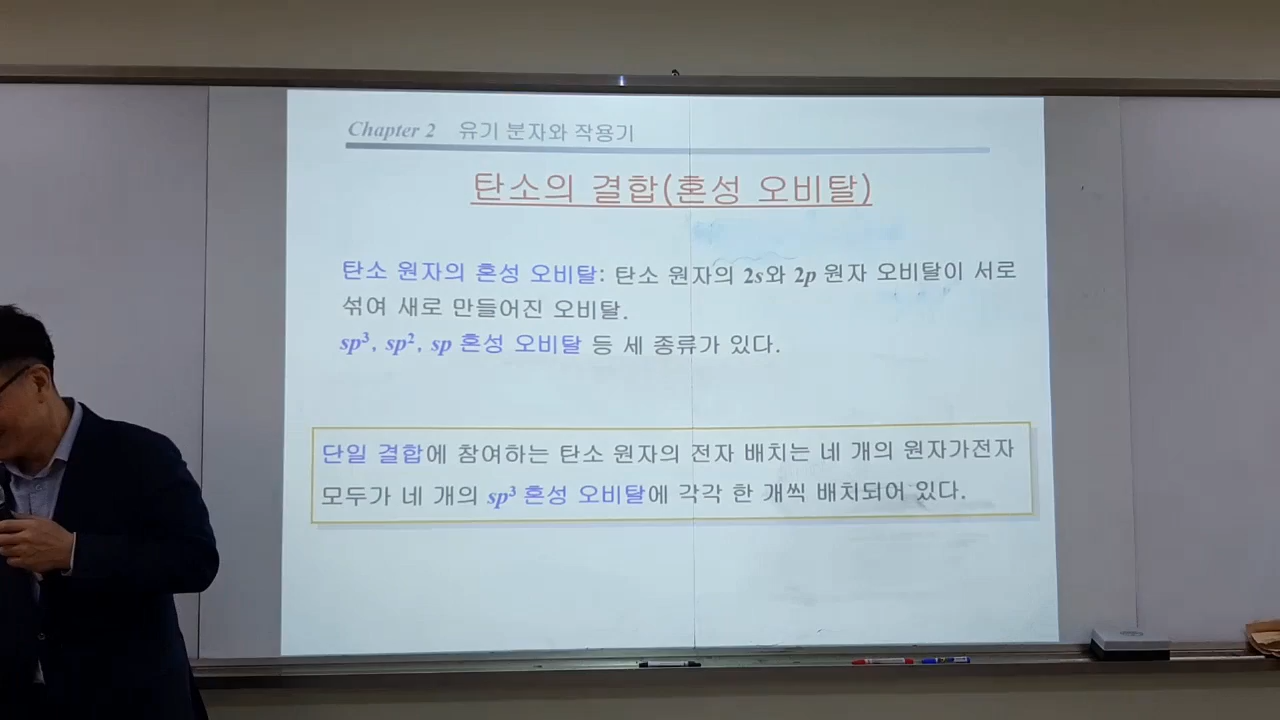 Chapter 2 유기 분자와 작용기
탄소의 결합(혼성 오비탈)
탄소 원자의 혼성 오비탈: 탄소 원자의 2s와 2p 원자 오비탈이 서로
섞여 새로 만들어진 오비탈.
sp³, sp², sp 혼성 오비탈 등 세 종류가 있다.
단일 결합에 참여하는 탄소 원자의 전자 배치는 네 개의 원자가전자
모두가 네 개의 sp³ 혼성 오비탈에 각각 한 개씩 배치되어 있다.